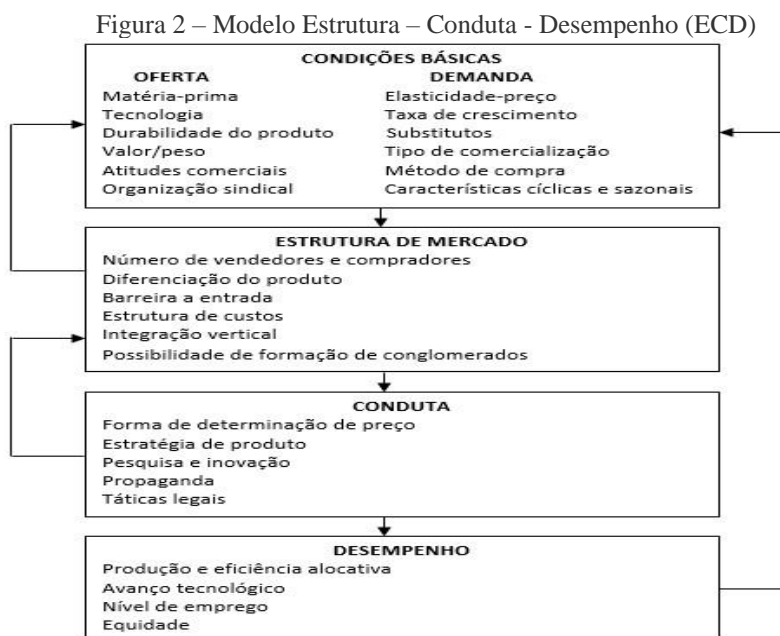 Figura 2 – Modelo Estrutura – Conduta - Desempenho (ECD)
CONDIÇÕES BÁSICAS
OFERTA DEMANDA
Matéria-prima Elasticidade-preço
Tecnologia Taxa de crescimento
Durabilidade do produto Substitutos
Valor/peso Tipo de comercialização
Atitudes comerciais Método de compra
Organização sindical Características cíclicas e sazonais
ESTRUTURA DE MERCADO
Número de vendedores e compradores
Diferenciação do produto
Barreira a entrada
Estrutura de custos
Integração vertical
Possibilidade de formação de conglomerados
CONDUTA
Forma de determinação de preço
Estratégia de produto
Pesquisa e inovação
Propaganda
Táticas legais
DESEMPENHO
Produção e eficiência alocativa
Avanço tecnológico
Nível de emprego
Equidade